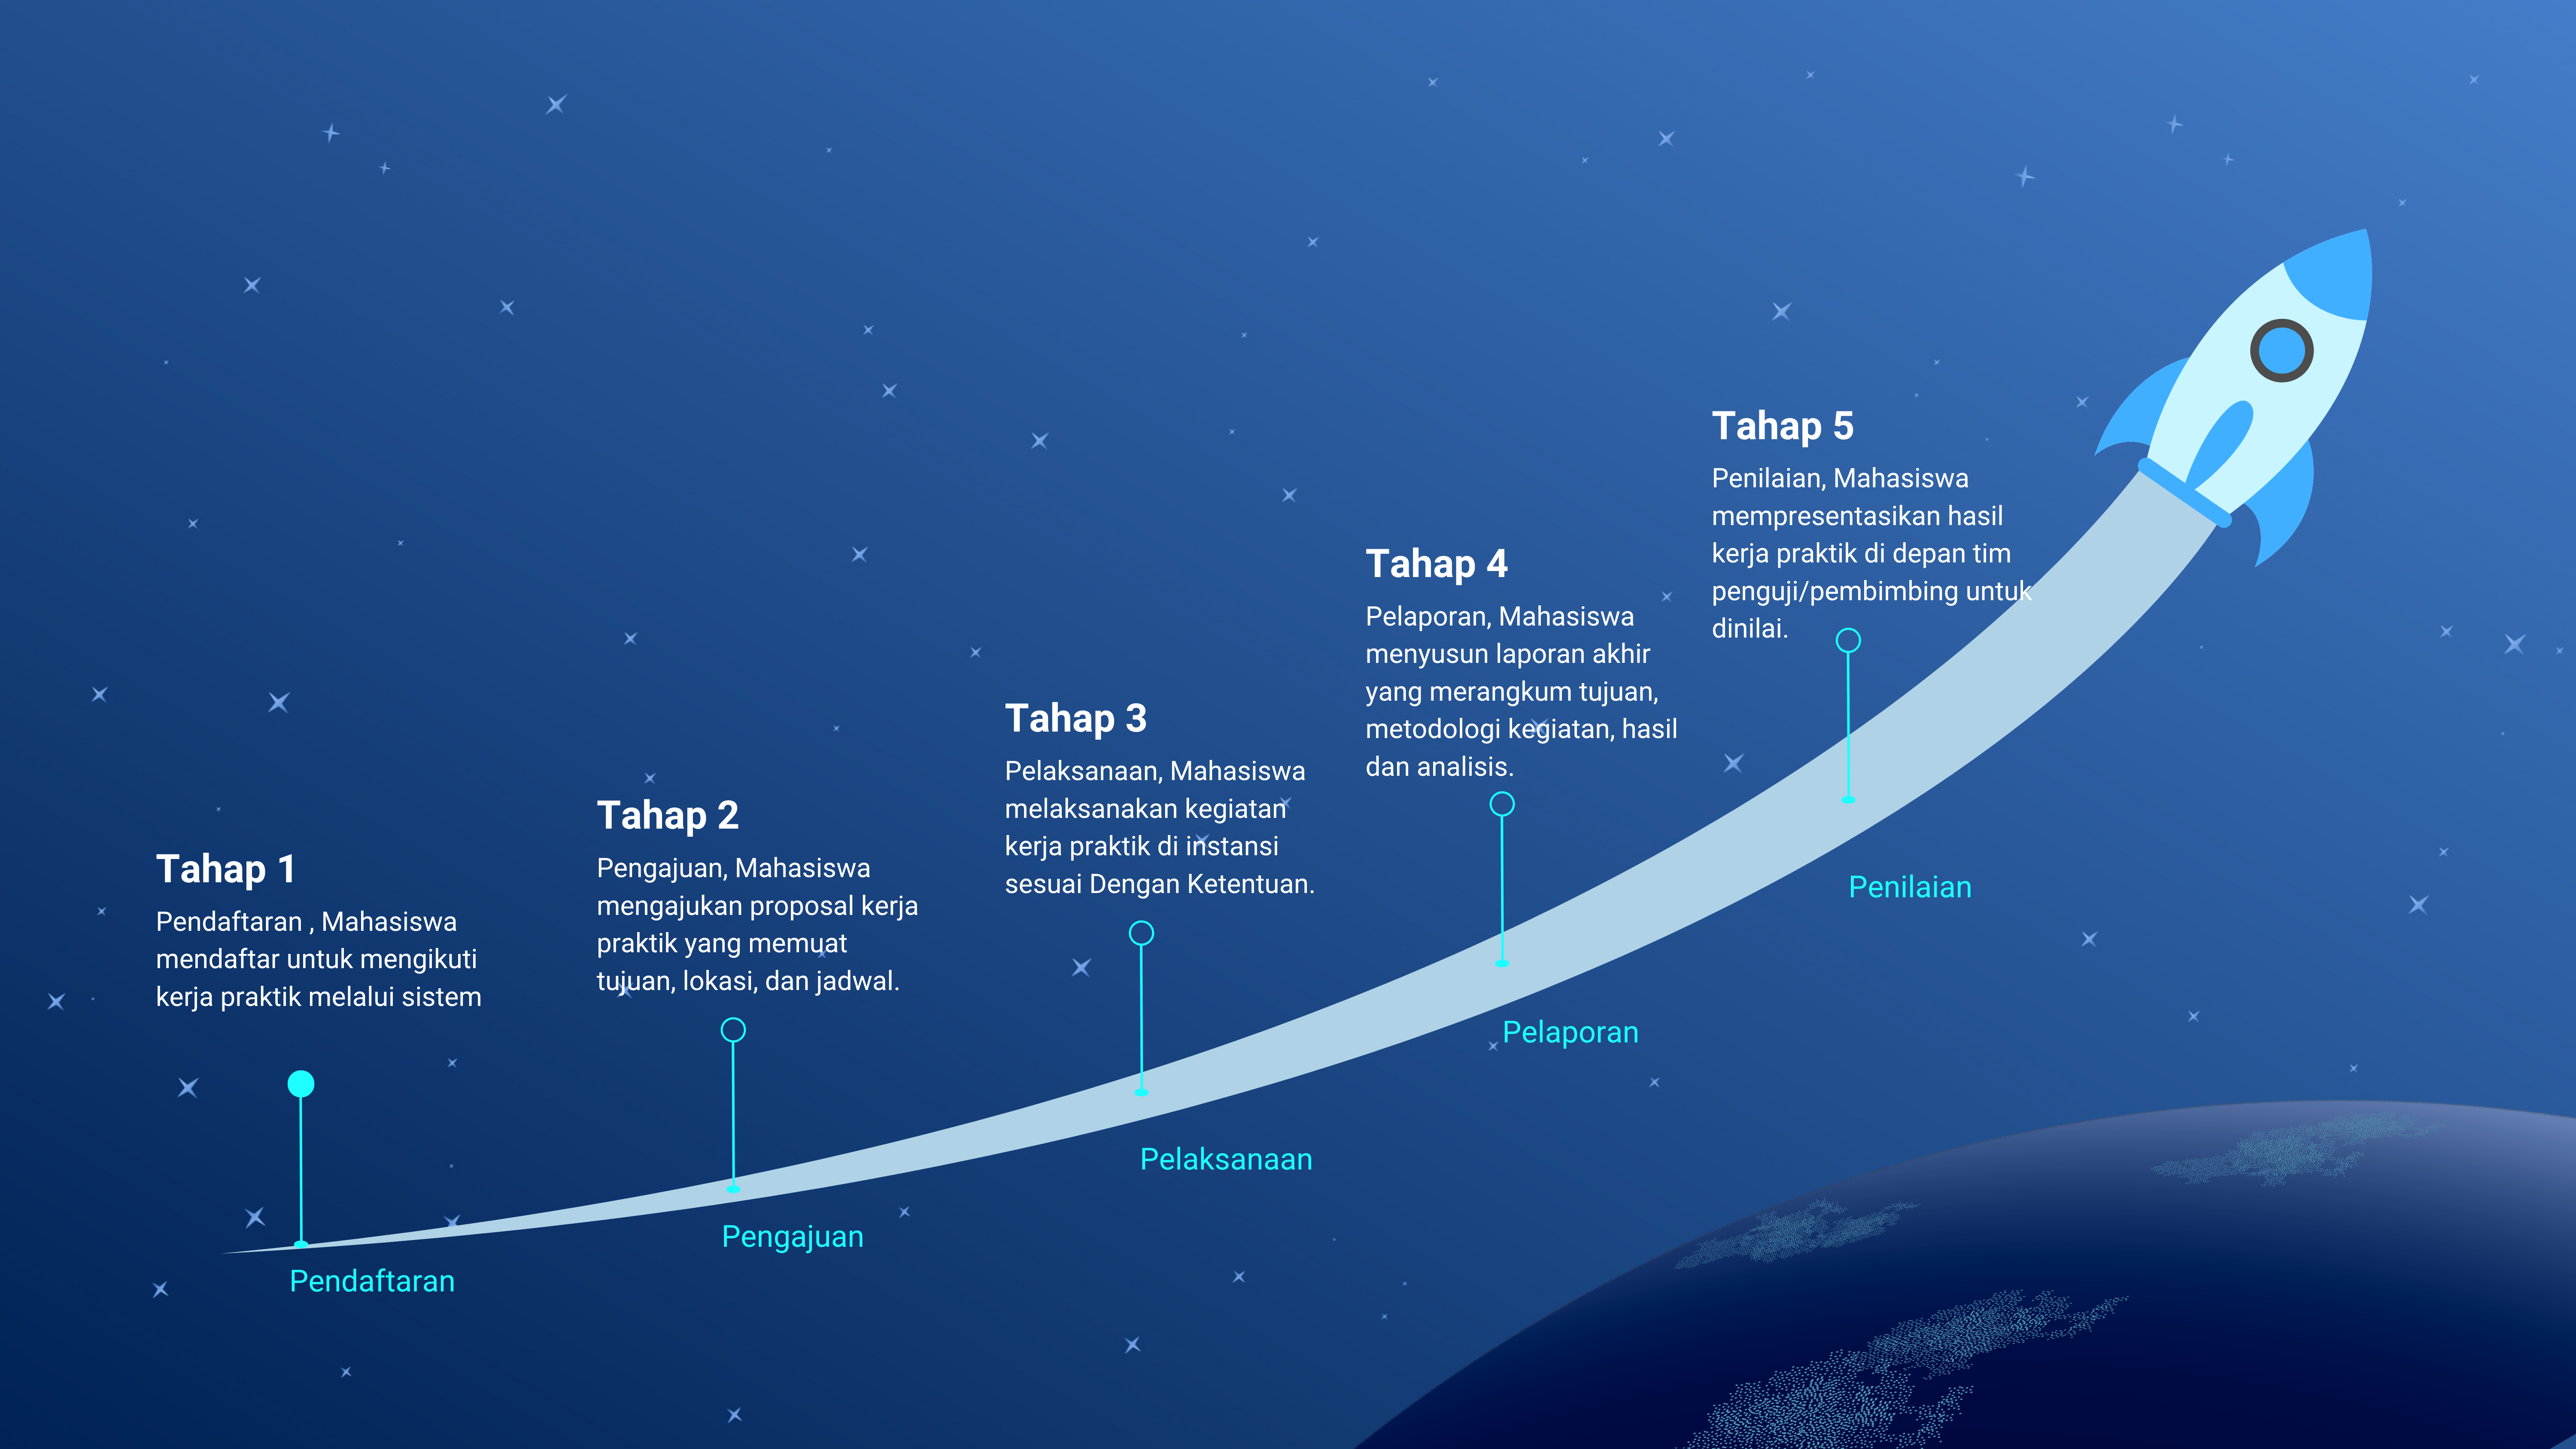 Tahap 1
Pendaftaran , Mahasiswa
mendaftar untuk mengikuti
kerja praktik melalui sistem
Pendaftaran
Tahap 2
Pengajuan, Mahasiswa
mengajukan proposal kerja
praktik yang memuat
tujuan, lokasi, dan jadwal.
Pengajuan
Tahap 3
Pelaksanaan, Mahasiswa
melaksanakan kegiatan
kerja praktik di instansi
sesuai Dengan Ketentuan.
Pelaksanaan
Tahap 4
Pelaporan, Mahasiswa
menyusun laporan akhir
yang merangkum tujuan,
metodologi kegiatan, hasil
dan analisis.
Pelaporan
Tahap 5
Penilaian, Mahasiswa
mempresentasikan hasil
kerja praktik di depan tim
penguji/pembimbing untuk
dinilai.
Penilaian